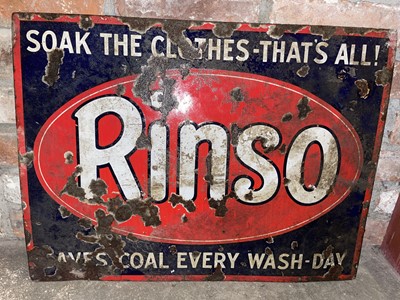 SOAK THE CLOTHES-THAT'S ALL!
Rinso
SAVES COAL EVERY WASH-DAY